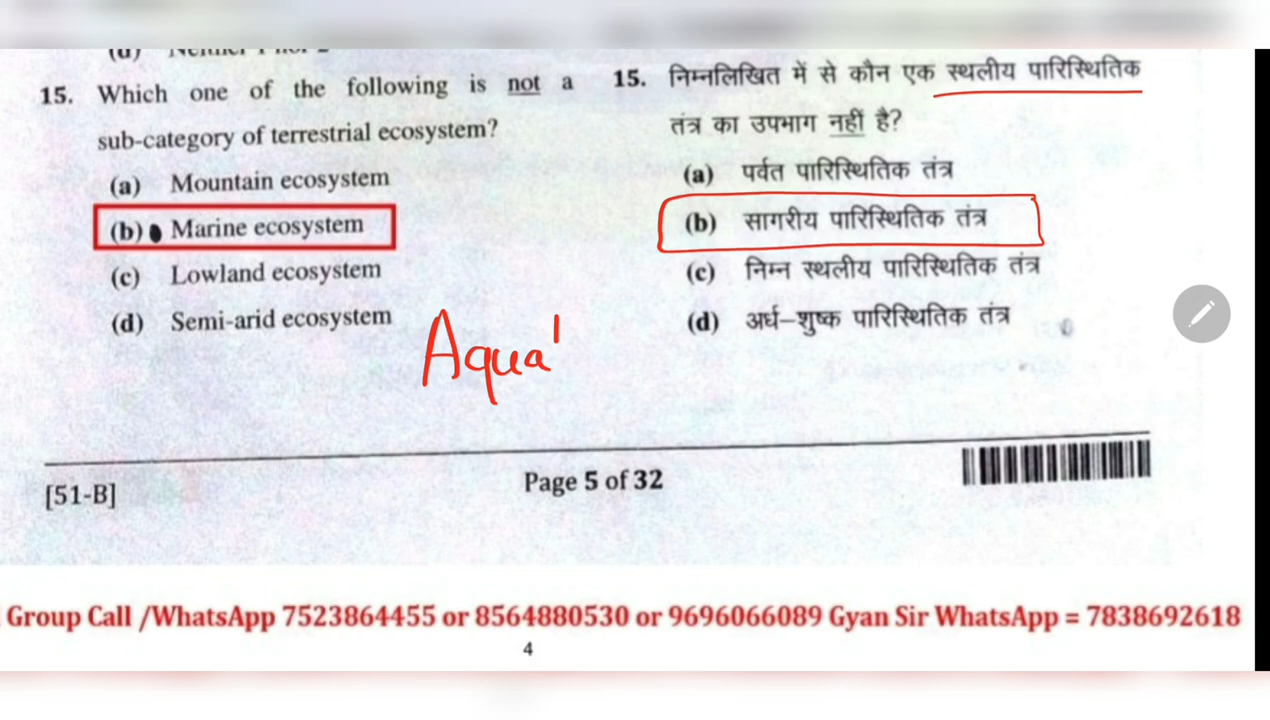 15. Which one of the following is not a
sub-category of terrestrial ecosystem?
(a) Mountain ecosystem
(b) Marine ecosystem
(c) Lowland ecosystem
(d) Semi-arid ecosystem
Aqua
15. निम्नलिखित में से कौन एक स्थलीय पारिस्थितिक
तंत्र का उपभाग नहीं है?
(a) पर्वत पारिस्थितिक तंत्र
(b) सागरीय पारिस्थितिक तंत्र
(c) निम्न स्थलीय पारिस्थितिक तंत्र
(d) अर्ध-शुष्क पारिस्थितिक तंत्र
[51-B]
Page 5 of 32
Group Call /WhatsApp 7523864455 or 8564880530 or 9696066089 Gyan Sir WhatsApp = 7838692618
4